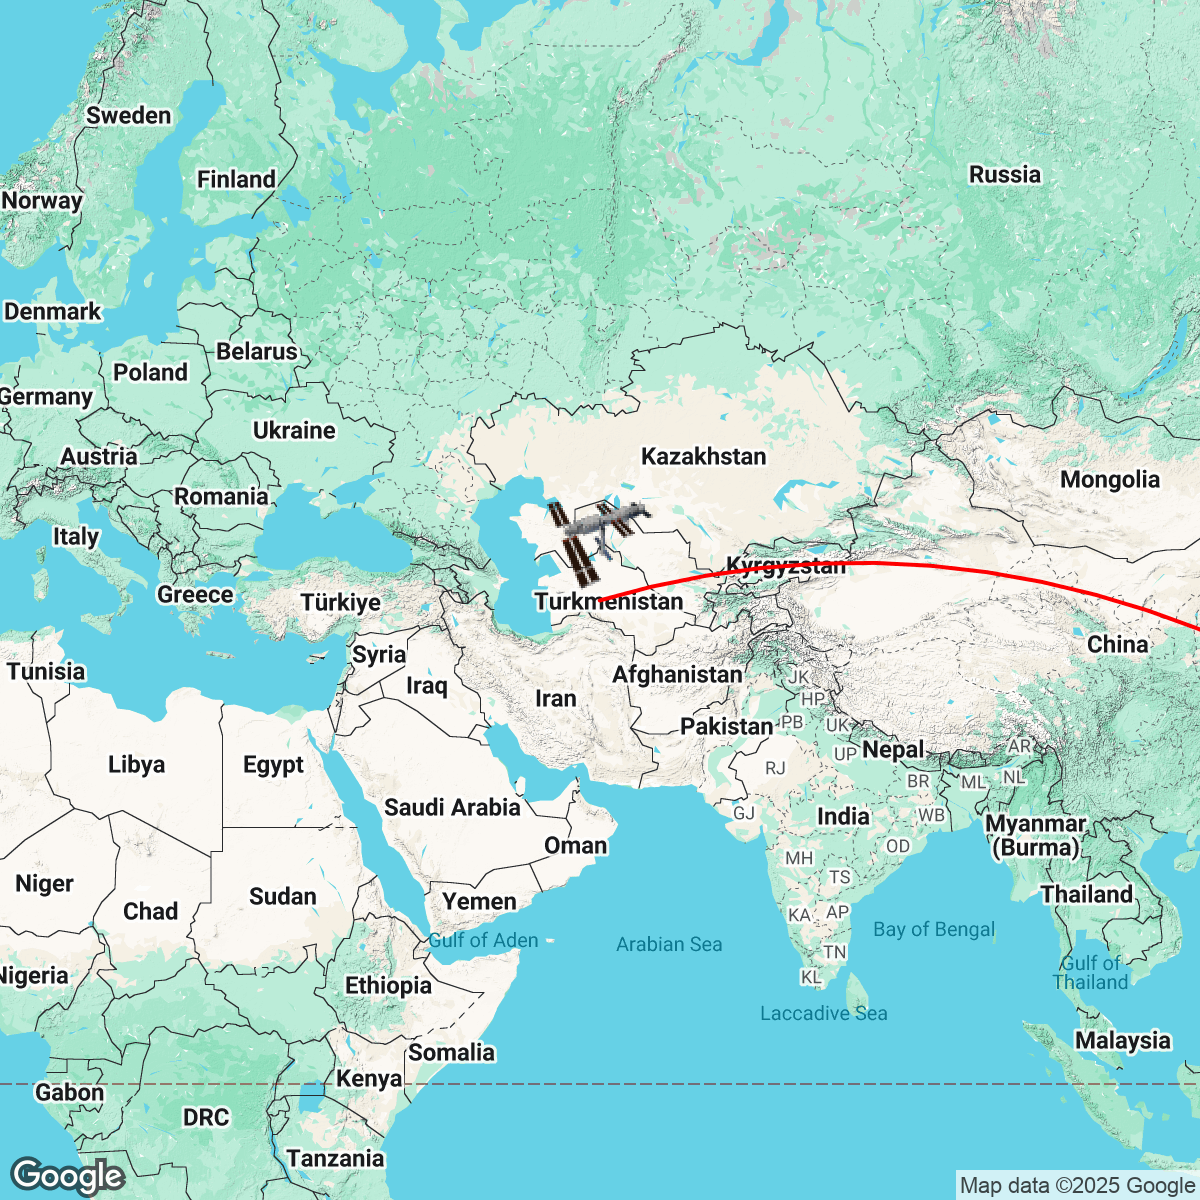 Sweden
Finland
Norway
Russia
Denmark
Belarus
Poland
Germany
Ukraine
Austria
Kazakhstan
Mongolia
Romania
Italy
Kyrgyzstan
Greece
Türkiye
Turkmenistan
China
Syria
Tunisia
Iraq
Afghanistan
JK
Iran
HP
Pakistan
PB
UK
Nepal
AR
UP
Libya
Egypt
RJ
BR
ML
NL
Saudi Arabia
GJ
India
WB
Myanmar
(Burma)
Oman
OD
MH
TS
Niger
Sudan
Thailand
Yemen
Chad
KA
AP
Gulf of Aden
Arabian Sea
Bay of Bengal
TN
Nigeria
KL
Gulf of
Thailand
Ethiopia
Laccadive Sea
Malaysia
Somalia
Kenya
Gabon
DRC
Tanzania
Google
Map data ©2025 Google